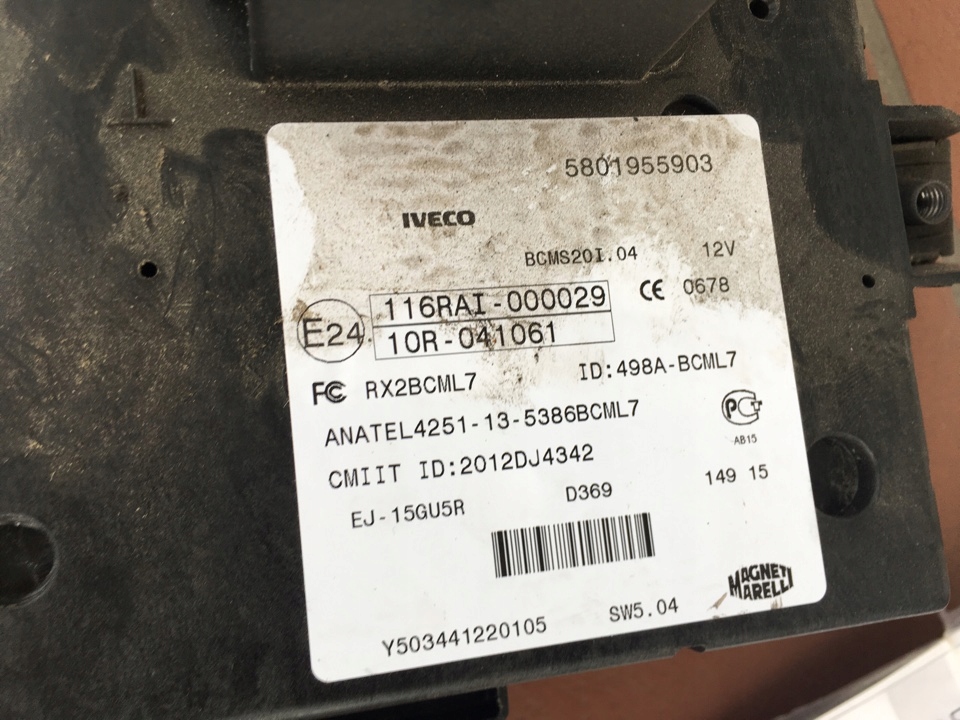 5801955903
IVECO
BCMS20I.04 12V
E24 116RAI-000029 CE 0678
10R-041061
FC RX2BCML7 ID:498A-BCML7
ANATEL4251-13-5386BCML7
PCT
AB15
CMIIT ID:2012DJ4342
EJ-15GU5R D369 149 15
MAGNETI
MARELLI
Y503441220105 SW5.04